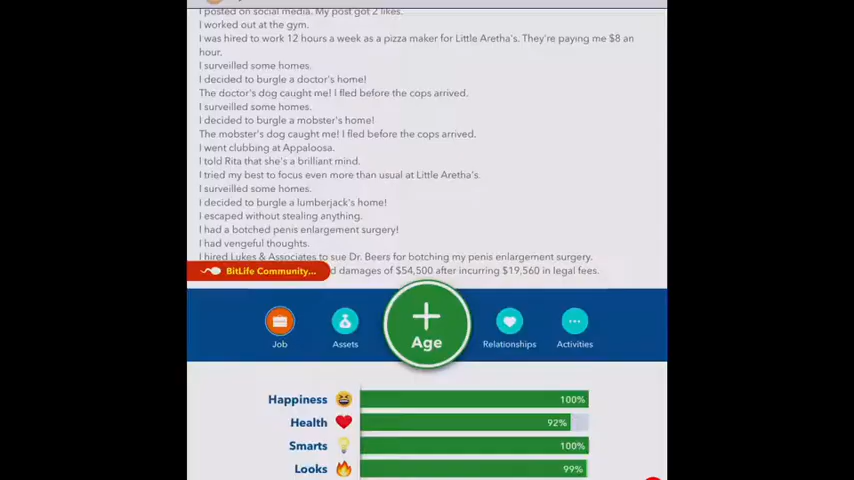 I posted on social media. My post got 2 likes.
I worked out at the gym.
I was hired to work 12 hours a week as a pizza maker for Little Aretha's. They're paying me $8 an
hour.
I surveilled some homes.
I decided to burgle a doctor's home!
The doctor's dog caught me! I fled before the cops arrived.
I surveilled some homes.
I decided to burgle a mobster's home!
The mobster's dog caught me! I fled before the cops arrived.
I went clubbing at Appaloosa.
I told Rita that she's a brilliant mind.
I tried my best to focus even more than usual at Little Aretha's.
I surveilled some homes.
I decided to burgle a lumberjack's home!
I escaped without stealing anything.
I had a botched penis enlargement surgery!
I had vengeful thoughts.
I hired Lukes & Associates to sue Dr. Beers for botching my penis enlargement surgery.
BitLife Community... damages of $54,500 after incurring $19,560 in legal fees.
Job Assets Age Relationships Activities
Happiness 100%
Health 92%
Smarts 100%
Looks 99%